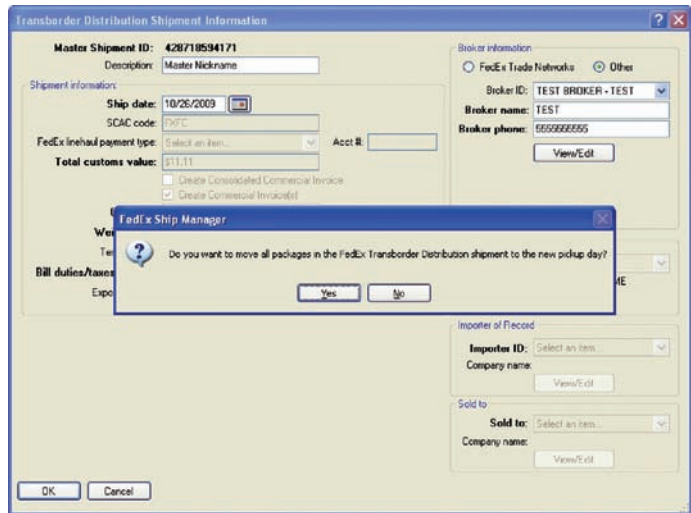 Transborder Distribution Shipment Information
Master Shipment ID: 428718594171
Description: Master Nickname
Shipment information:
Ship date: 10/26/2009
SCAC code: FXFC
FedEx linehaul payment type: Select an item... Acct #:
Total customs value: $11.11
Create Consolidated Commercial Invoice
Create Commercial Invoice(s)
Bill duties/taxes
Expo
Broker information
FedEx Trade Networks Other
Broker ID: TEST BROKER - TEST
Broker name: TEST
Broker phone: 5555555555
View/Edit
FedEx Ship Manager
Do you want to move all packages in the FedEx Transborder Distribution shipment to the new pickup day?
Yes No
Importer of Record
Importer ID: Select an item...
Company name:
View/Edit
Sold to
Sold to: Select an item...
Company name:
View/Edit
OK Cancel